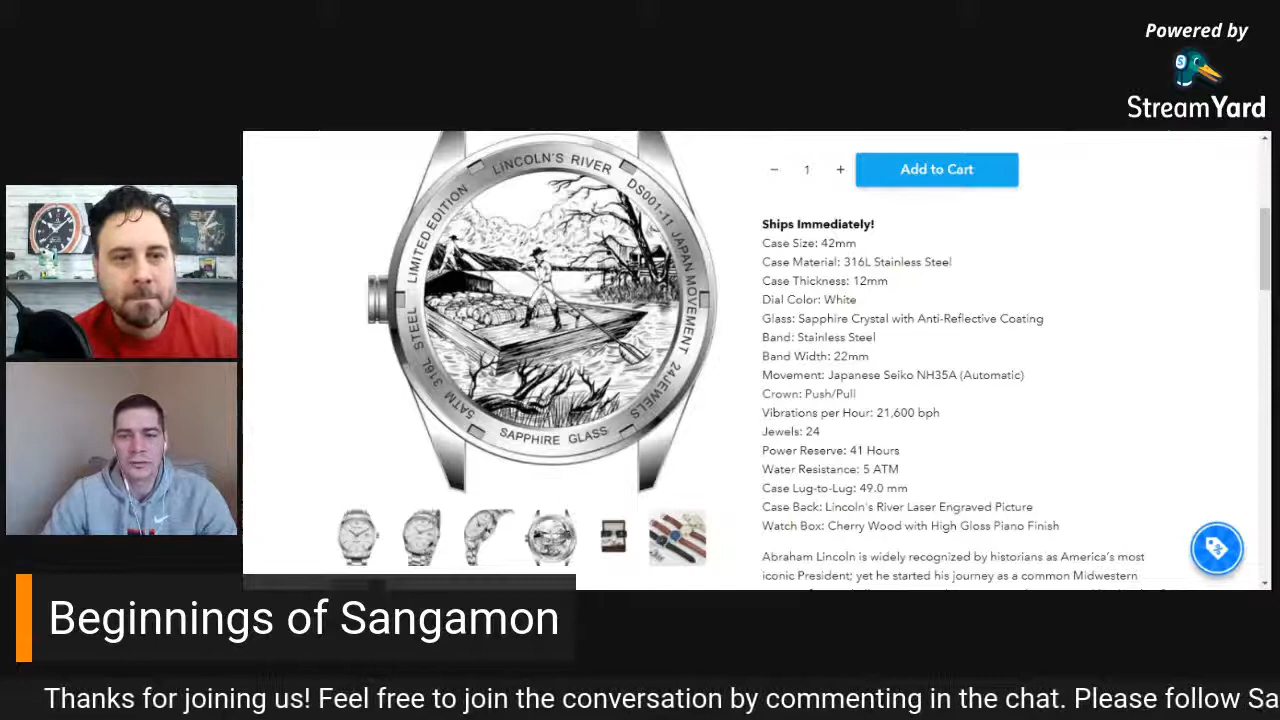 Powered by
StreamYard
LINCOLN'S RIVER
DS001-11
JAPAN MOVEMENT
24JEWELS
SAPPHIRE GLASS
5ATM
316L STEEL
LIMITED EDITION
− 1 +
Add to Cart
Ships Immediately!
Case Size: 42mm
Case Material: 316L Stainless Steel
Case Thickness: 12mm
Dial Color: White
Glass: Sapphire Crystal with Anti-Reflective Coating
Band: Stainless Steel
Band Width: 22mm
Movement: Japanese Seiko NH35A (Automatic)
Crown: Push/Pull
Vibrations per Hour: 21,600 bph
Jewels: 24
Power Reserve: 41 Hours
Water Resistance: 5 ATM
Case Lug-to-Lug: 49.0 mm
Case Back: Lincoln's River Laser Engraved Picture
Watch Box: Cherry Wood with High Gloss Piano Finish
Abraham Lincoln is widely recognized by historians as America's most
iconic President; yet he started his journey as a common Midwestern
Beginnings of Sangamon
Thanks for joining us! Feel free to join the conversation by commenting in the chat. Please follow Sa